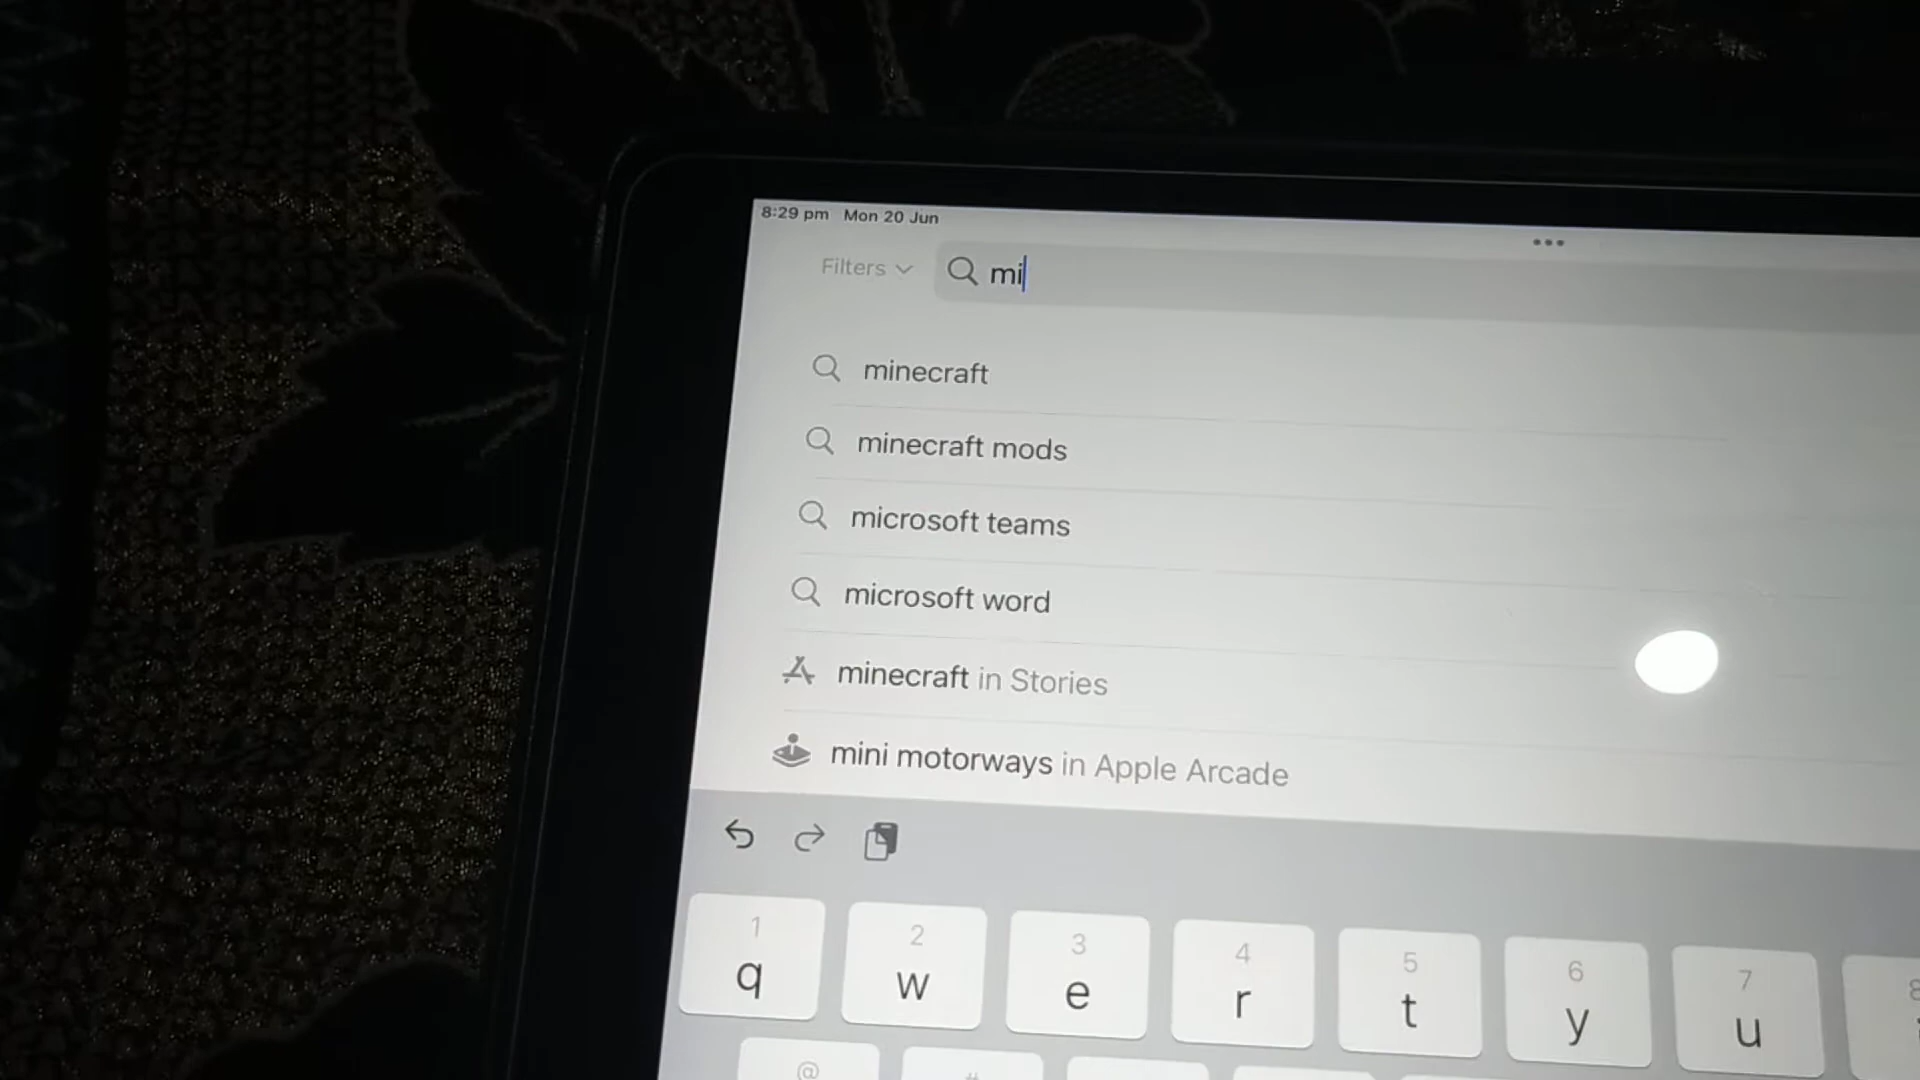 8:29 pm Mon 20 Jun
Filters
mi
minecraft
minecraft mods
microsoft teams
microsoft word
minecraft in Stories
mini motorways in Apple Arcade
1 2 3 4 5 6 7 8
q w e r t y u
@